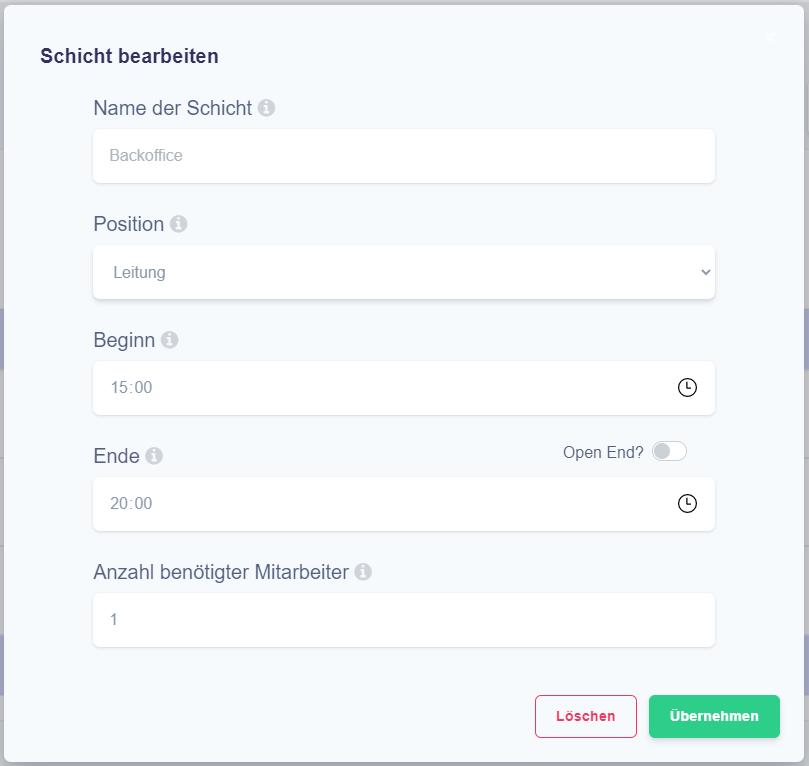 Schicht bearbeiten
Name der Schicht
Backoffice
Position
Leitung
Beginn
15:00
Ende
Open End?
20:00
Anzahl benötigter Mitarbeiter
1
Löschen
Übernehmen